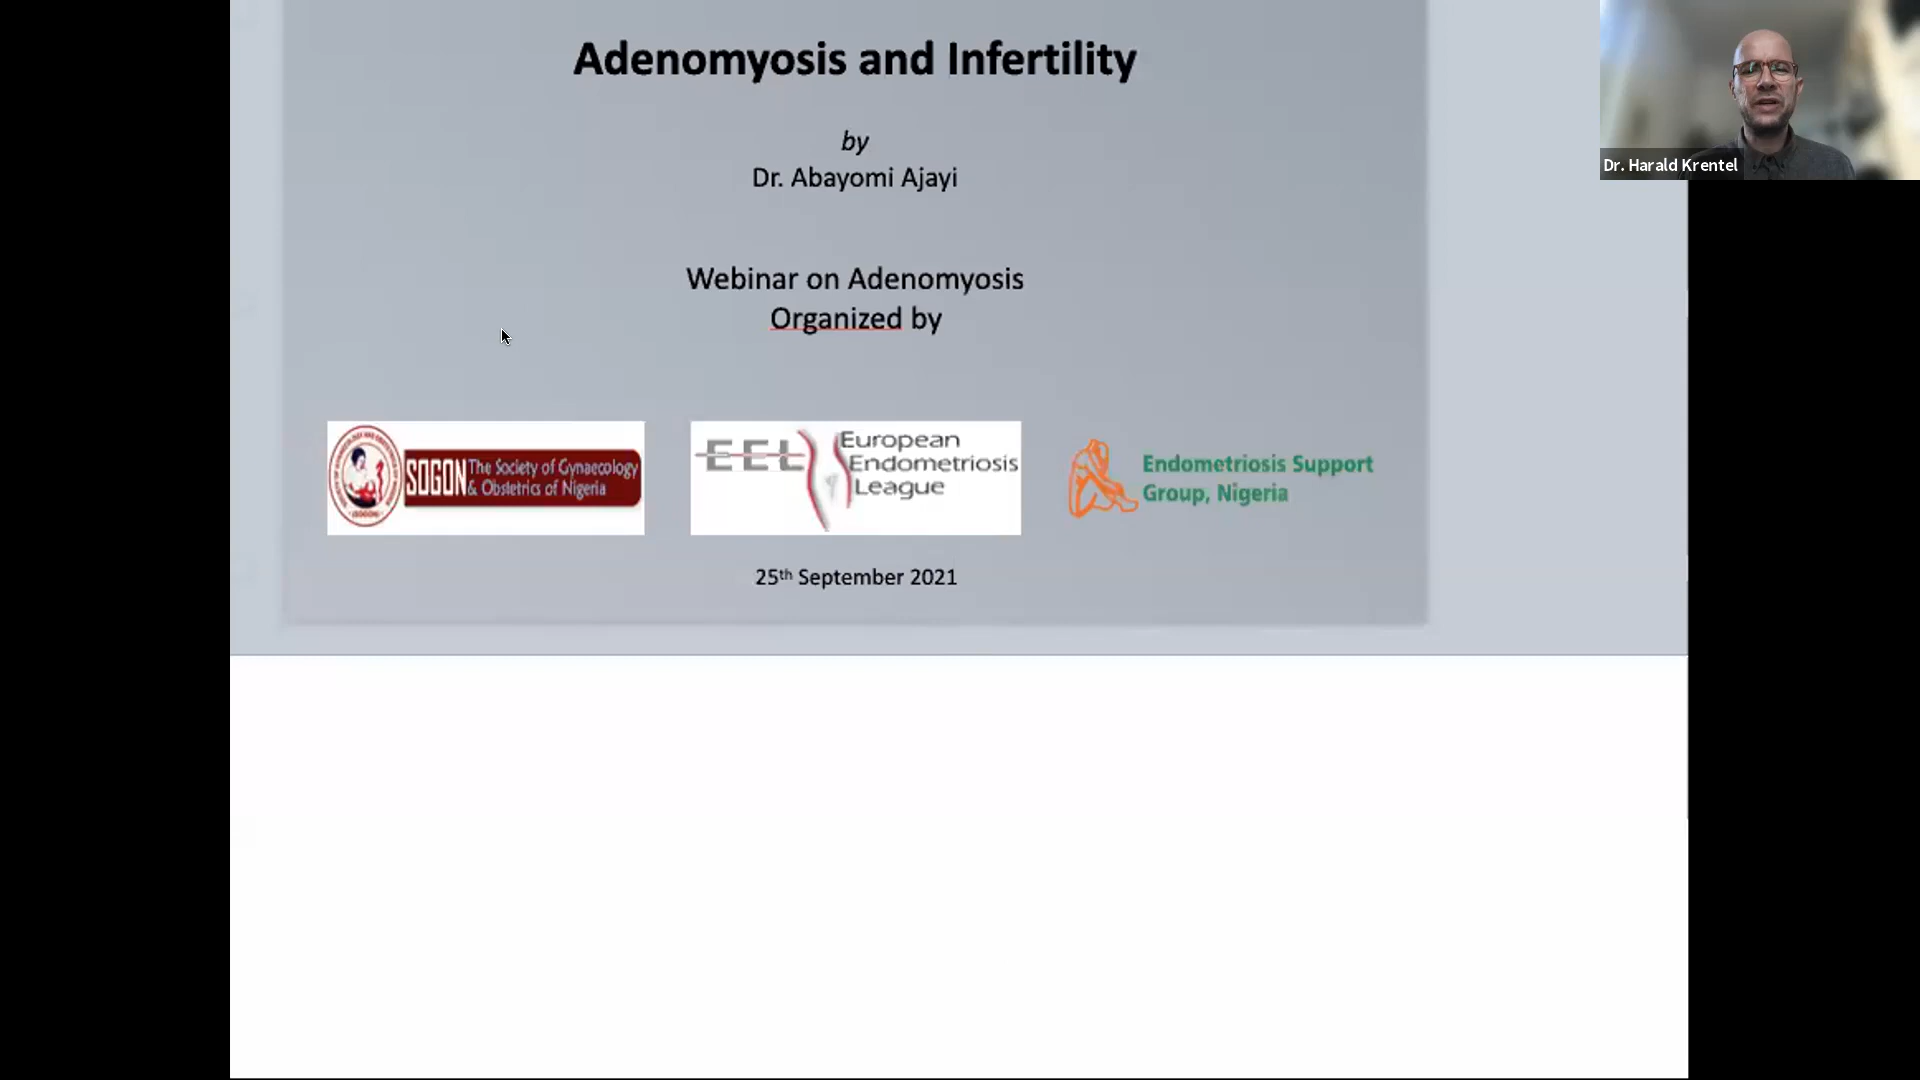 Adenomyosis and Infertility
by
Dr. Abayomi Ajayi
Webinar on Adenomyosis
Organized by
SOGON The Society of Gynaecology
& Obstetrics of Nigeria
EEL European
Endometriosis
League
Endometriosis Support
Group, Nigeria
25th September 2021
Dr. Harald Krentel